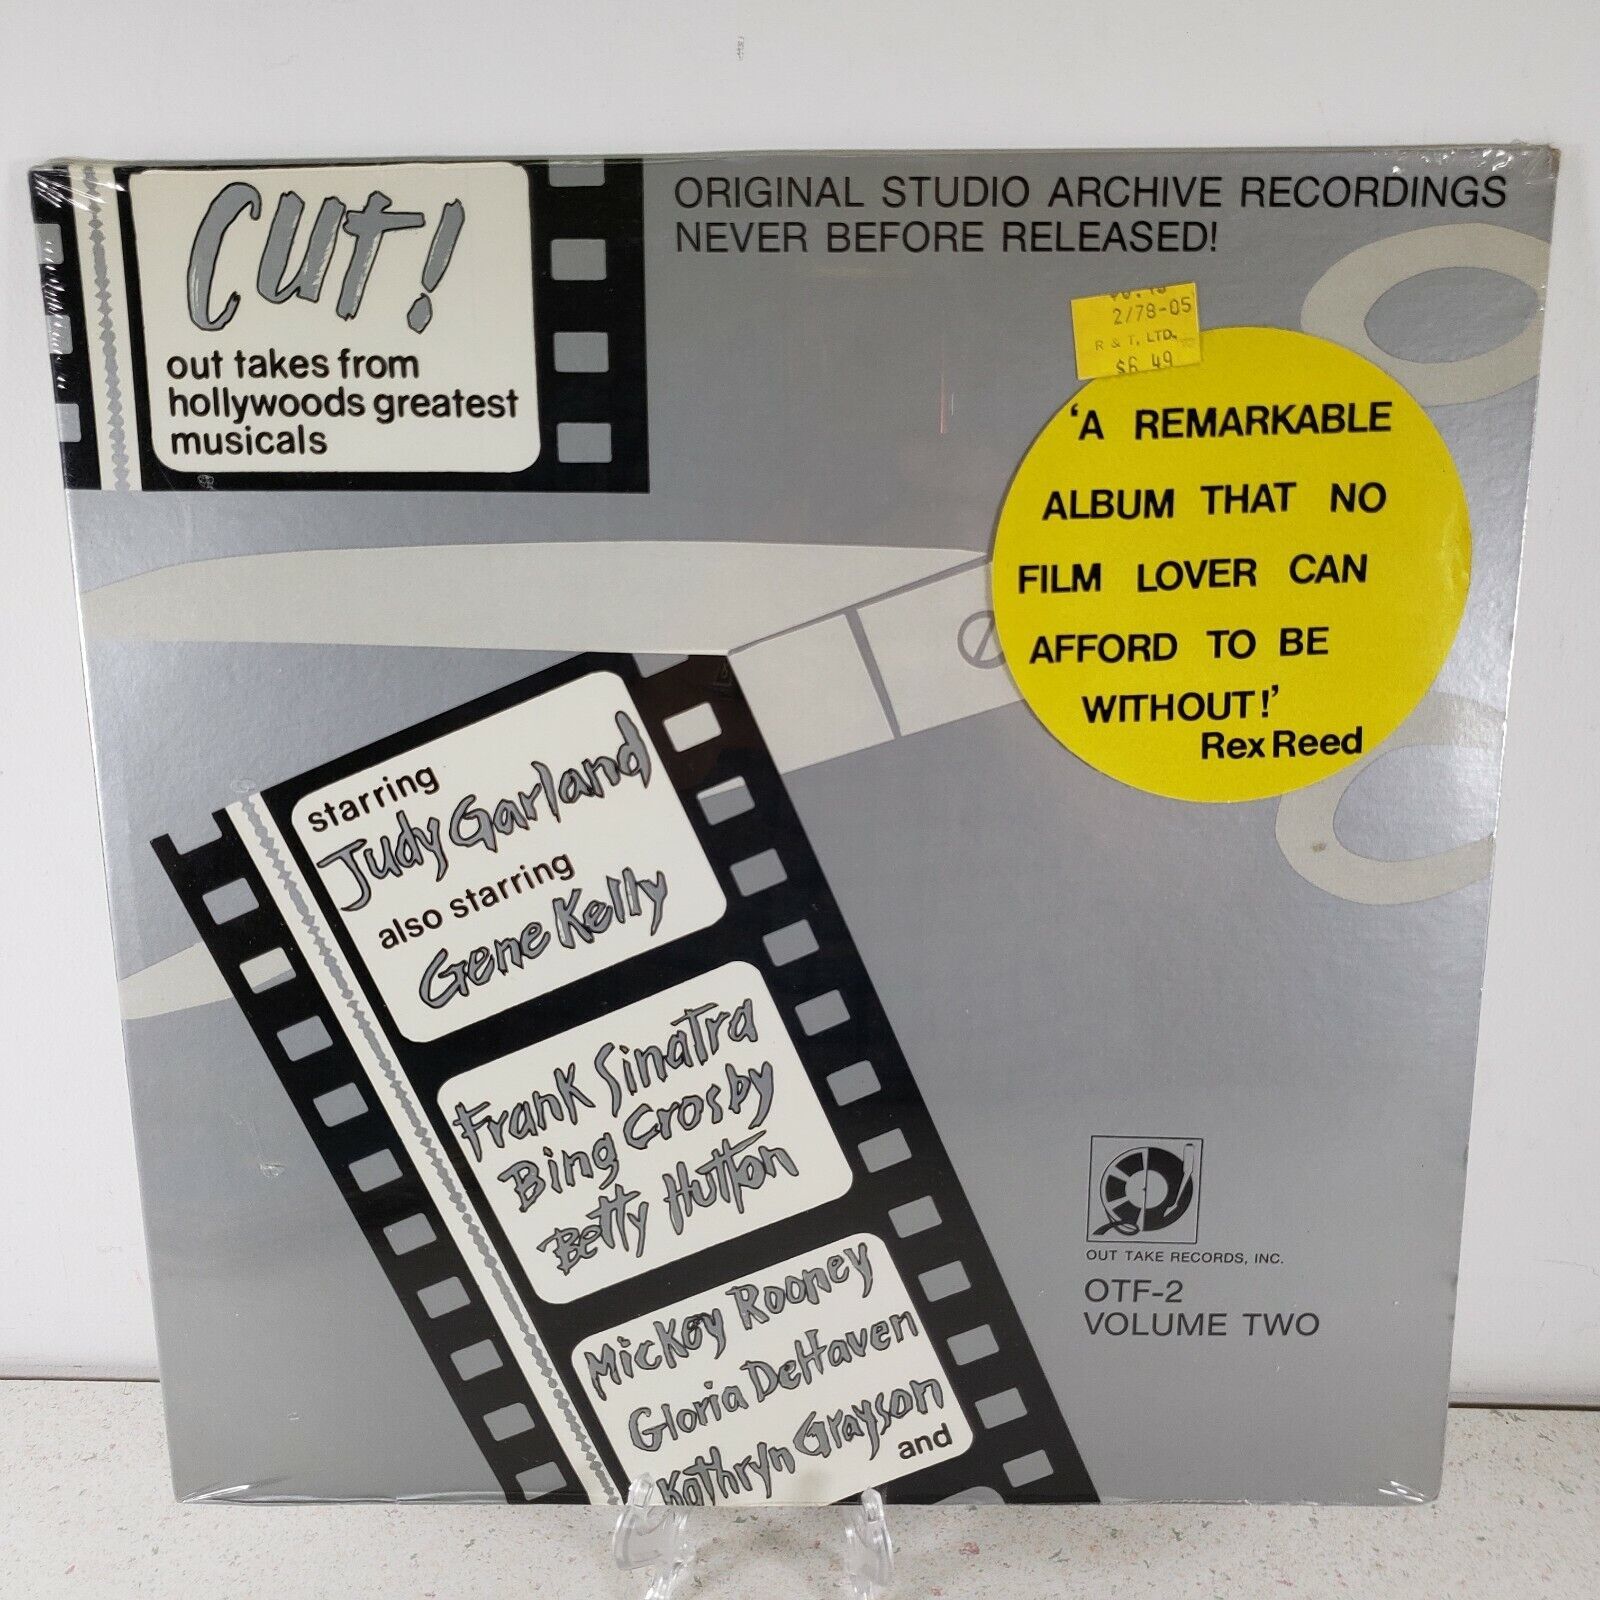 Cut!
out takes from
hollywoods greatest
musicals
ORIGINAL STUDIO ARCHIVE RECORDINGS
NEVER BEFORE RELEASED!
2/78-05
R & T, LTD.
$6 49
‘A REMARKABLE
ALBUM THAT NO
FILM LOVER CAN
AFFORD TO BE
WITHOUT!’
Rex Reed
starring
Judy Garland
also starring
Gene Kelly
Frank Sinatra
Bing Crosby
Betty Hutton
Mickey Rooney
Gloria DeHaven
Kathryn Grayson
and
OUT TAKE RECORDS, INC.
OTF-2
VOLUME TWO